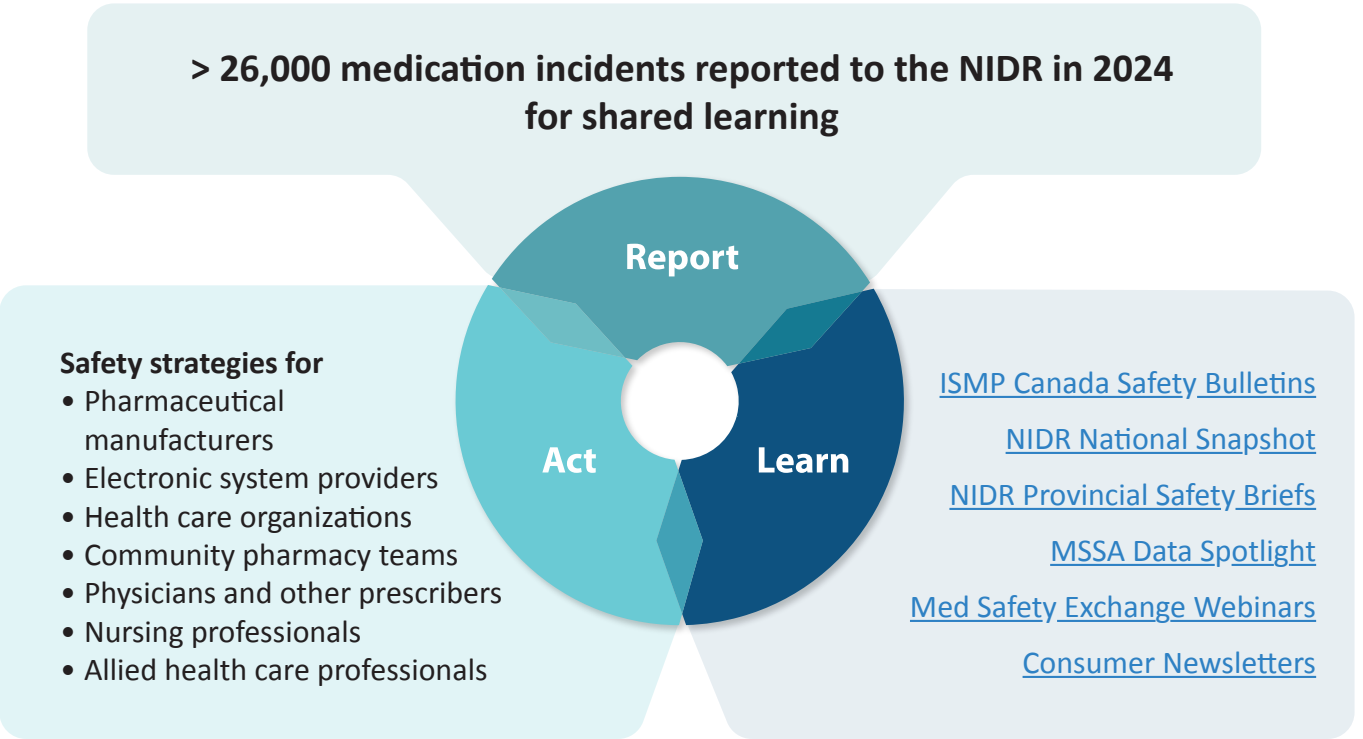 > 26,000 medication incidents reported to the NIDR in 2024
for shared learning
Report
Act
Learn
Safety strategies for
• Pharmaceutical
manufacturers
• Electronic system providers
• Health care organizations
• Community pharmacy teams
• Physicians and other prescribers
• Nursing professionals
• Allied health care professionals
ISMP Canada Safety Bulletins
NIDR National Snapshot
NIDR Provincial Safety Briefs
MSSA Data Spotlight
Med Safety Exchange Webinars
Consumer Newsletters